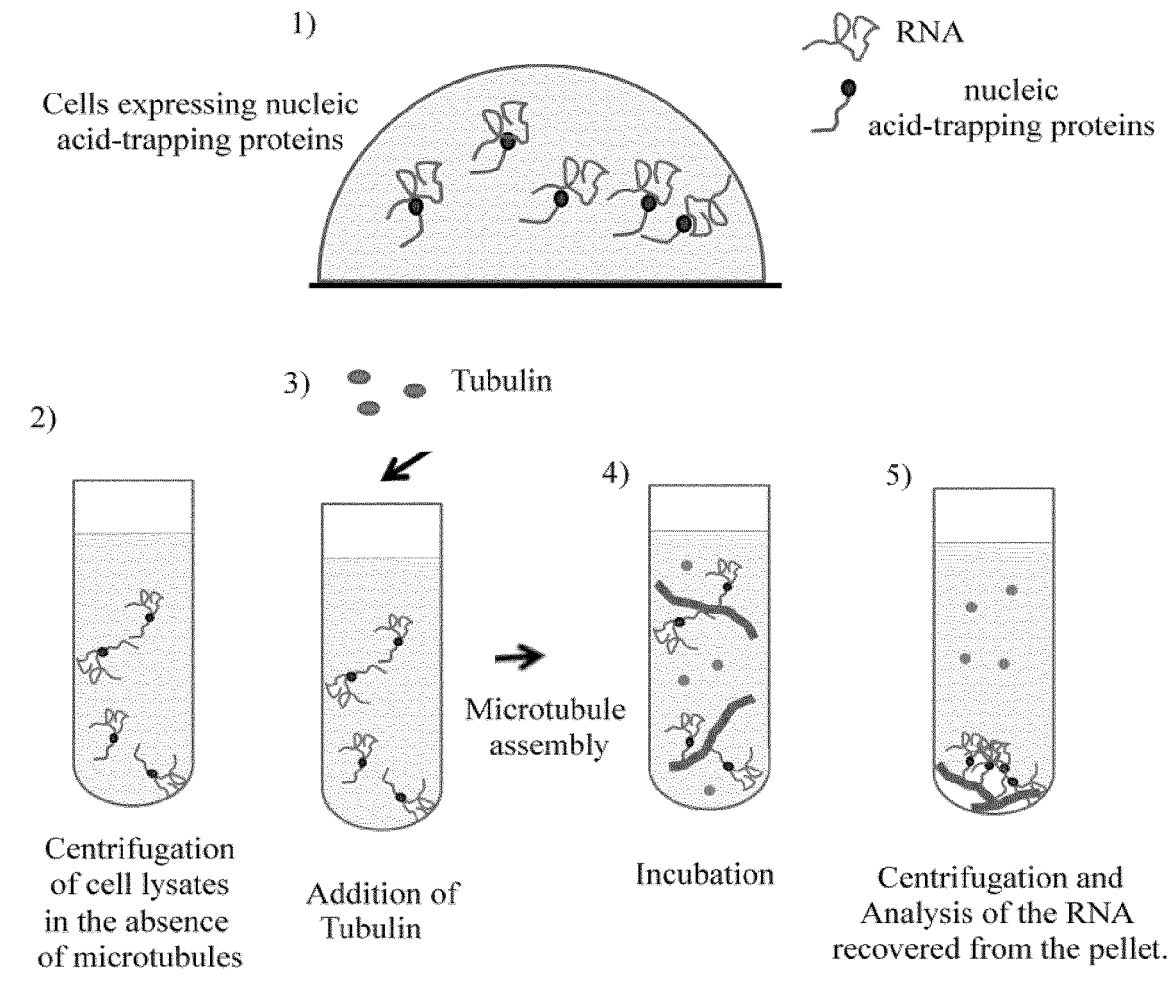 1)
RNA
Cells expressing nucleic
acid-trapping proteins
nucleic
acid-trapping proteins
3)
Tubulin
2)
4)
5)
Microtubule
assembly
Centrifugation
of cell lysates
in the absence
of microtubules
Addition of
Tubulin
Incubation
Centrifugation and
Analysis of the RNA
recovered from the pellet.